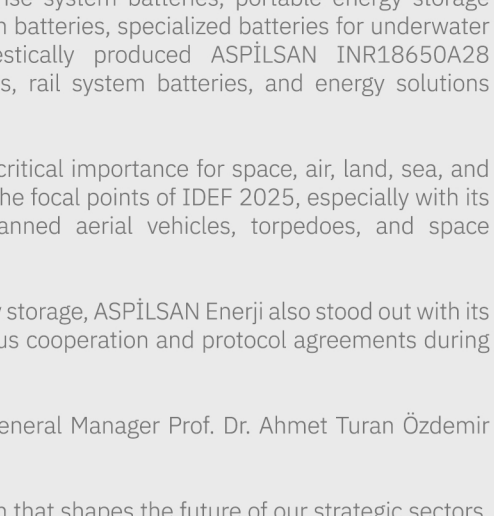 system batteries, portable energy storage
batteries, specialized batteries for underwater
produced ASPİLSAN INR18650A28
rail system batteries, and energy solutions
critical importance for space, air, land, sea, and
he focal points of IDEF 2025, especially with its
anned aerial vehicles, torpedoes, and space
storage, ASPİLSAN Enerji also stood out with its
us cooperation and protocol agreements during
eneral Manager Prof. Dr. Ahmet Turan Özdemir
that shapes the future of our strategic sectors.